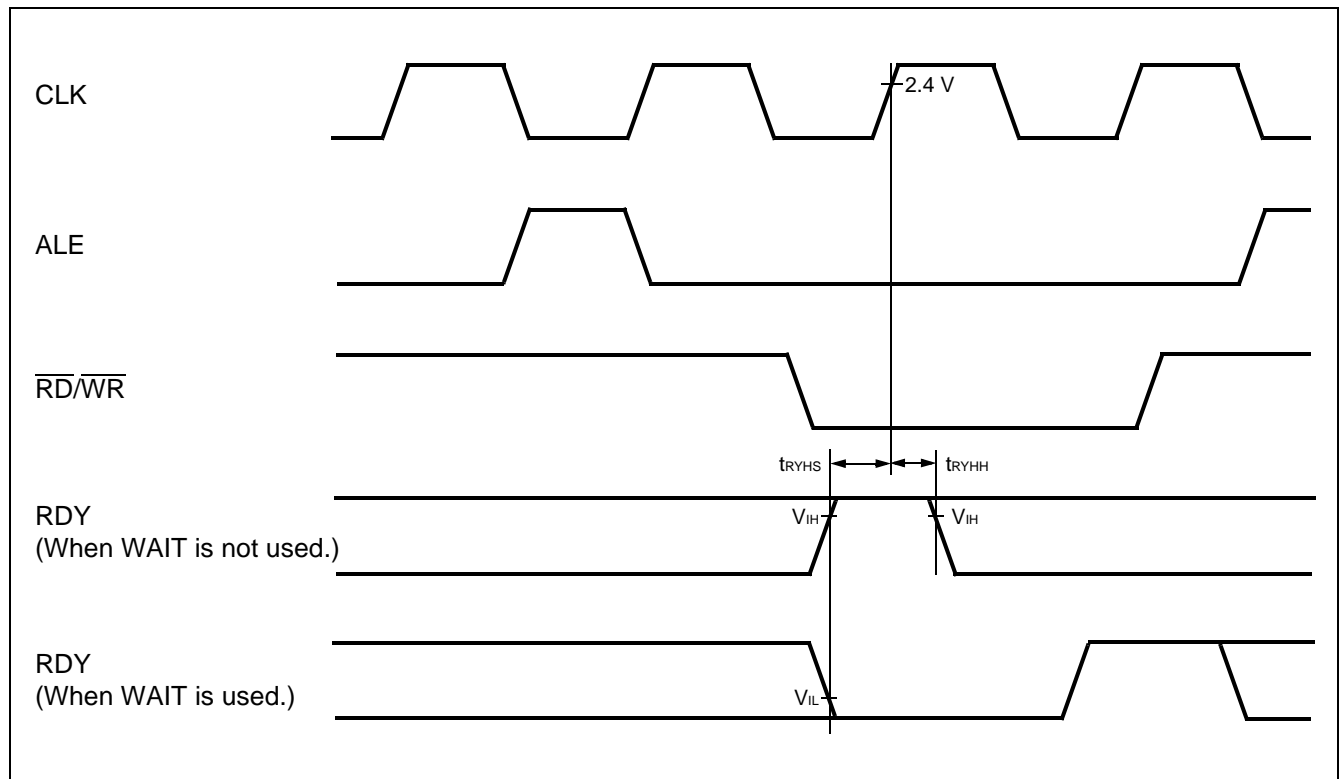 CLK
2.4 V
ALE
RD/WR
tRYHS
tRYHH
RDY
(When WAIT is not used.)
VIH
VIH
RDY
(When WAIT is used.)
VIL